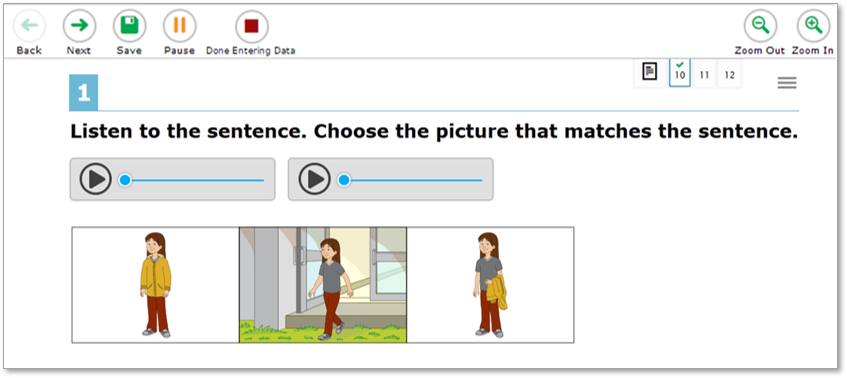 Back Next Save Pause Done Entering Data Zoom Out Zoom In
10 11 12
1
Listen to the sentence. Choose the picture that matches the sentence.